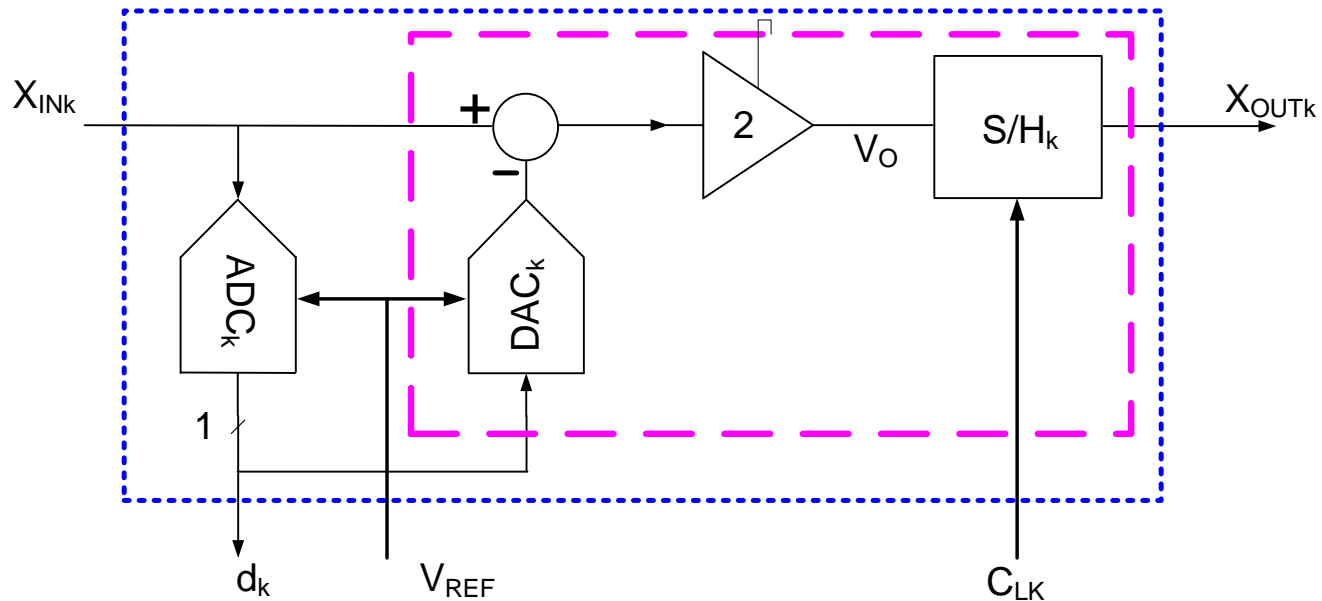 X_INk
+
−
2
V_O
S/H_k
X_OUTk
ADC_k
DAC_k
1
d_k
V_REF
C_LK